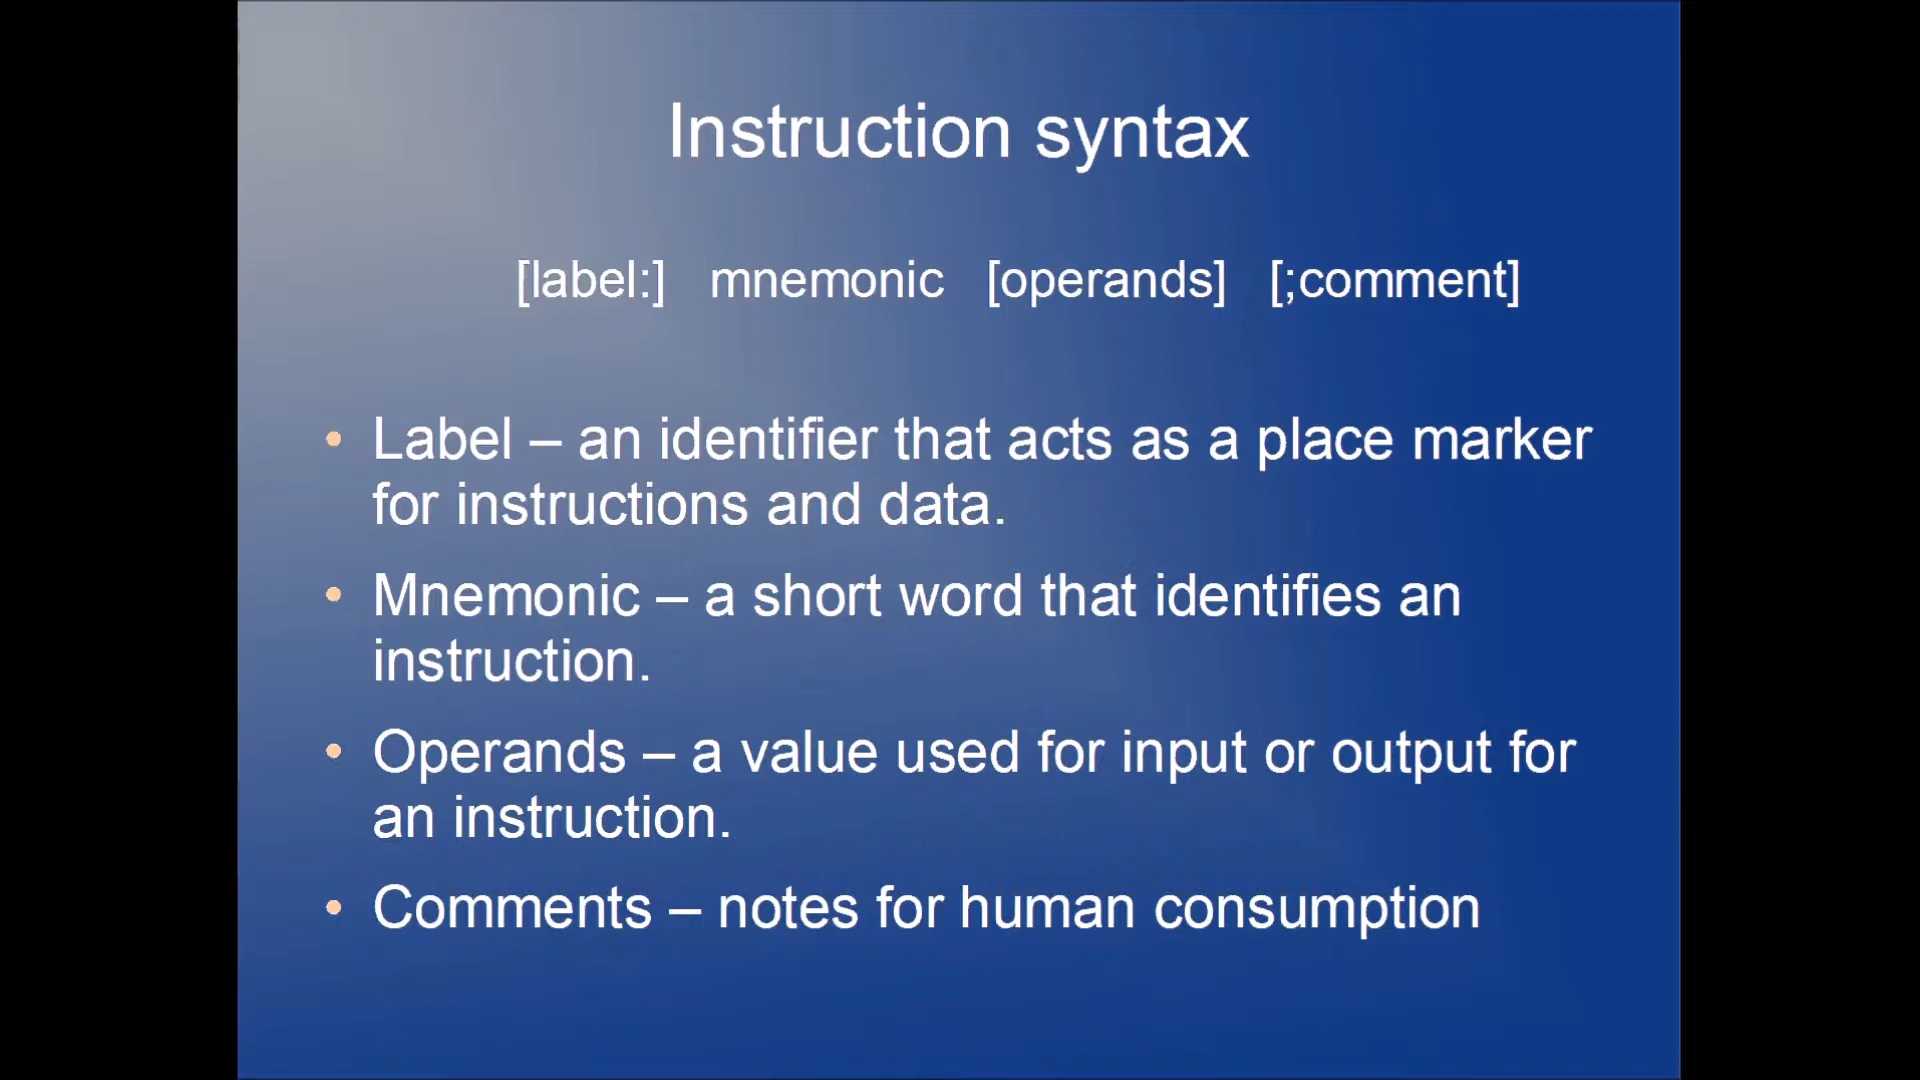 Instruction syntax
[label:] mnemonic [operands] [;comment]
• Label – an identifier that acts as a place marker
for instructions and data.
• Mnemonic – a short word that identifies an
instruction.
• Operands – a value used for input or output for
an instruction.
• Comments – notes for human consumption